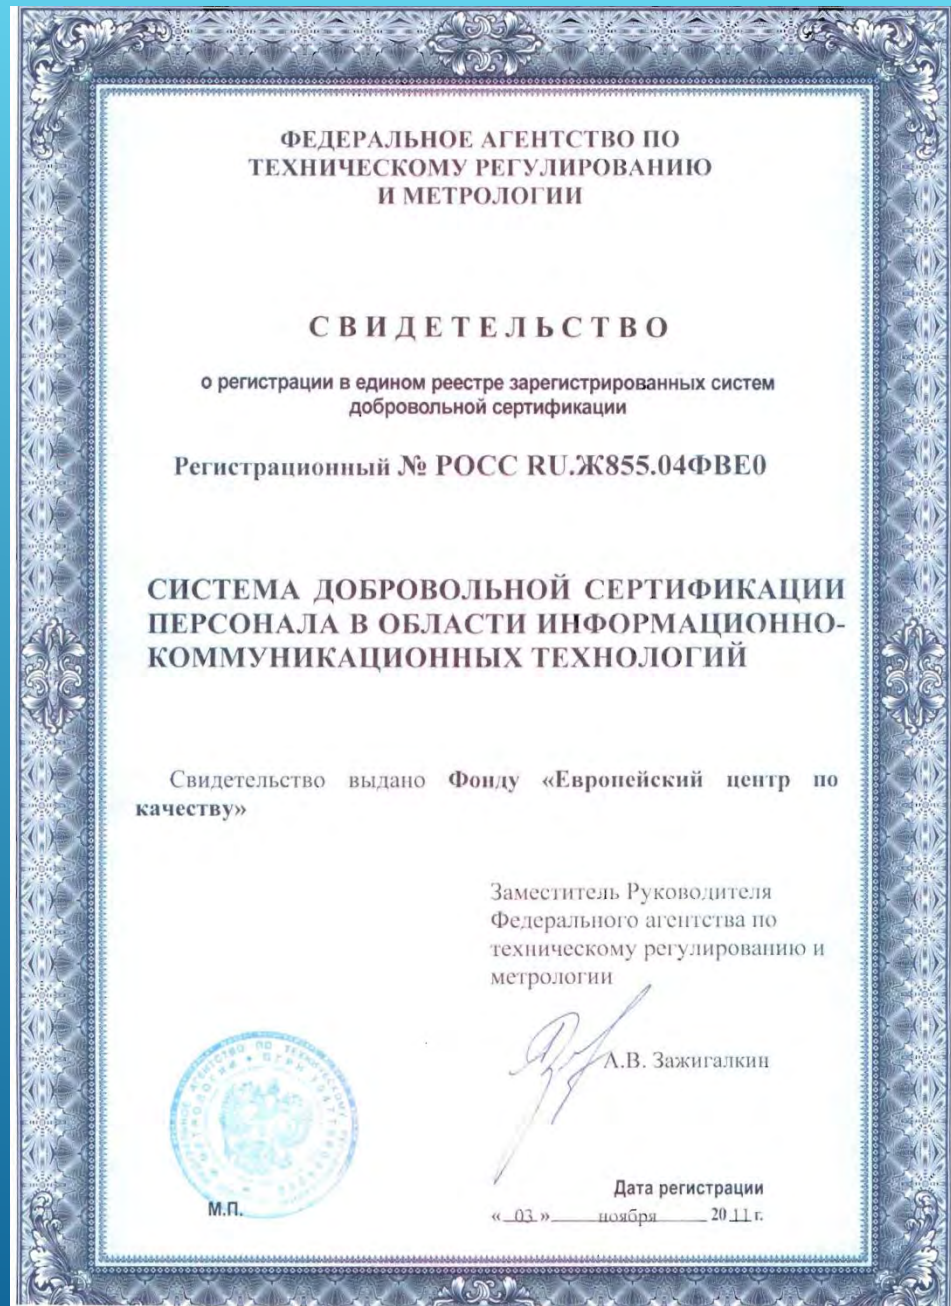 ФЕДЕРАЛЬНОЕ АГЕНТСТВО ПО
ТЕХНИЧЕСКОМУ РЕГУЛИРОВАНИЮ
И МЕТРОЛОГИИ
СВИДЕТЕЛЬСТВО
о регистрации в едином реестре зарегистрированных систем
добровольной сертификации
Регистрационный № РОСС RU.Ж855.04ФВЕ0
СИСТЕМА ДОБРОВОЛЬНОЙ СЕРТИФИКАЦИИ
ПЕРСОНАЛА В ОБЛАСТИ ИНФОРМАЦИОННО-
КОММУНИКАЦИОННЫХ ТЕХНОЛОГИЙ
Свидетельство выдано Фонду «Европейский центр по
качеству»
Заместитель Руководителя
Федерального агентства по
техническому регулированию и
метрологии
А.В. Зажигалкин
М.П.
Дата регистрации
« 03 » ноября 20 11 г.